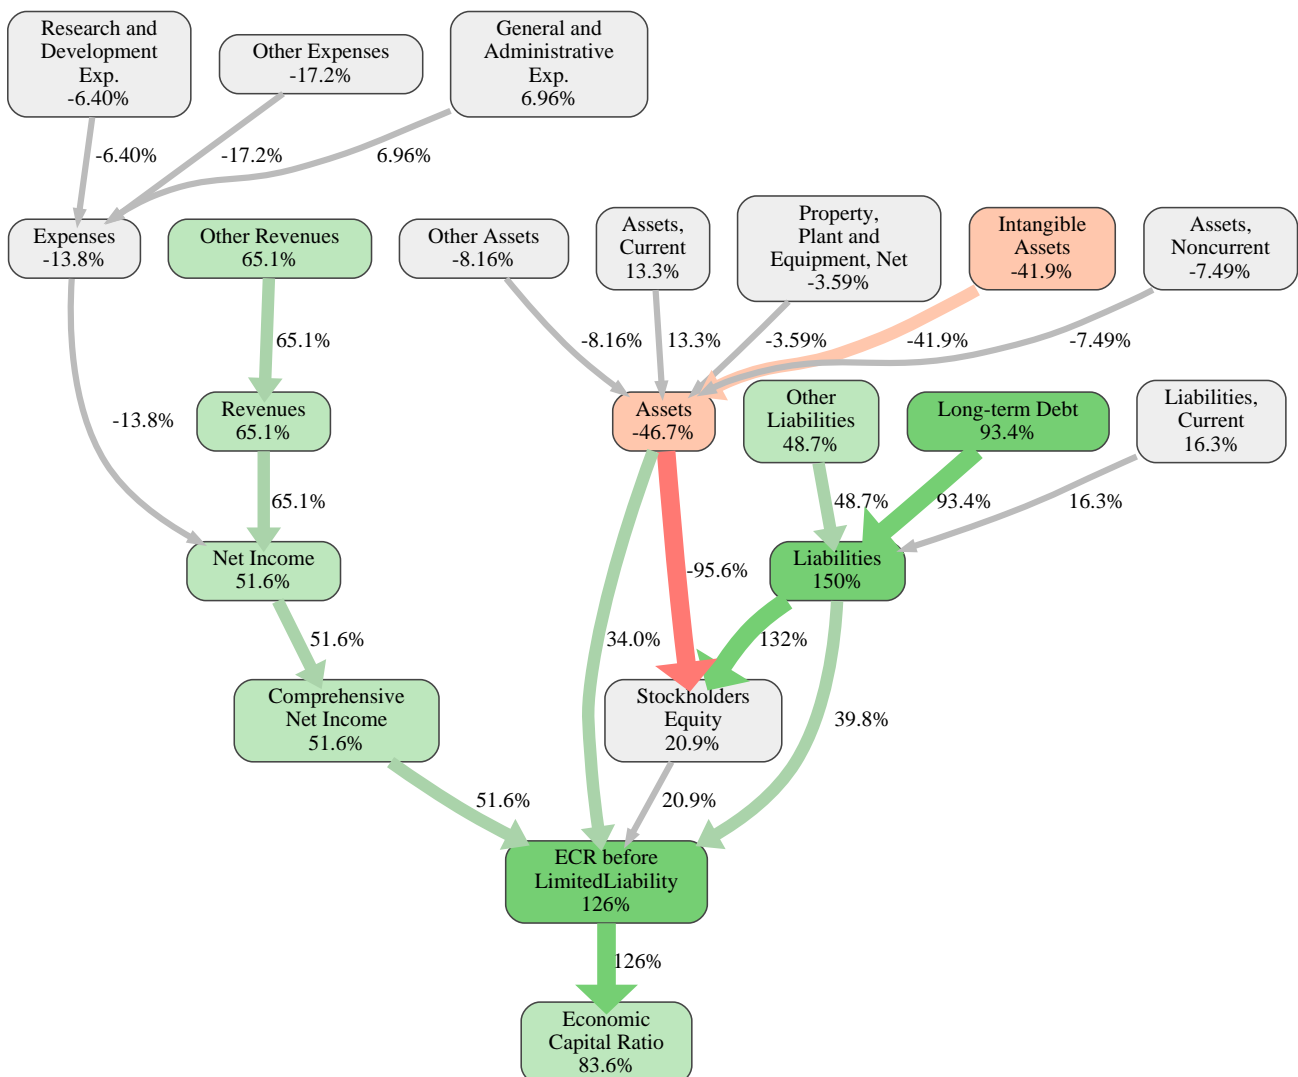 Research and
Development
Exp.
-6.40%
Other Expenses
-17.2%
General and
Administrative
Exp.
6.96%
-6.40%
-17.2%
6.96%
Expenses
-13.8%
Other Revenues
65.1%
Other Assets
-8.16%
Assets,
Current
13.3%
Property,
Plant and
Equipment, Net
-3.59%
Intangible
Assets
-41.9%
Assets,
Noncurrent
-7.49%
65.1%
-8.16%
13.3%
-3.59%
-41.9%
-7.49%
-13.8%
Revenues
65.1%
Assets
-46.7%
Other
Liabilities
48.7%
Long-term Debt
93.4%
Liabilities,
Current
16.3%
65.1%
48.7%
93.4%
16.3%
Net Income
51.6%
-95.6%
Liabilities
150%
51.6%
34.0%
132%
39.8%
Comprehensive
Net Income
51.6%
Stockholders
Equity
20.9%
51.6%
20.9%
ECR before
LimitedLiability
126%
126%
Economic
Capital Ratio
83.6%